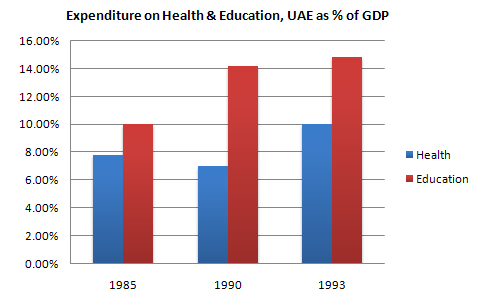 Expenditure on Health & Education, UAE as % of GDP
16.00%
14.00%
12.00%
10.00%
8.00%
6.00%
4.00%
2.00%
0.00%
1985 1990 1993
Health
Education